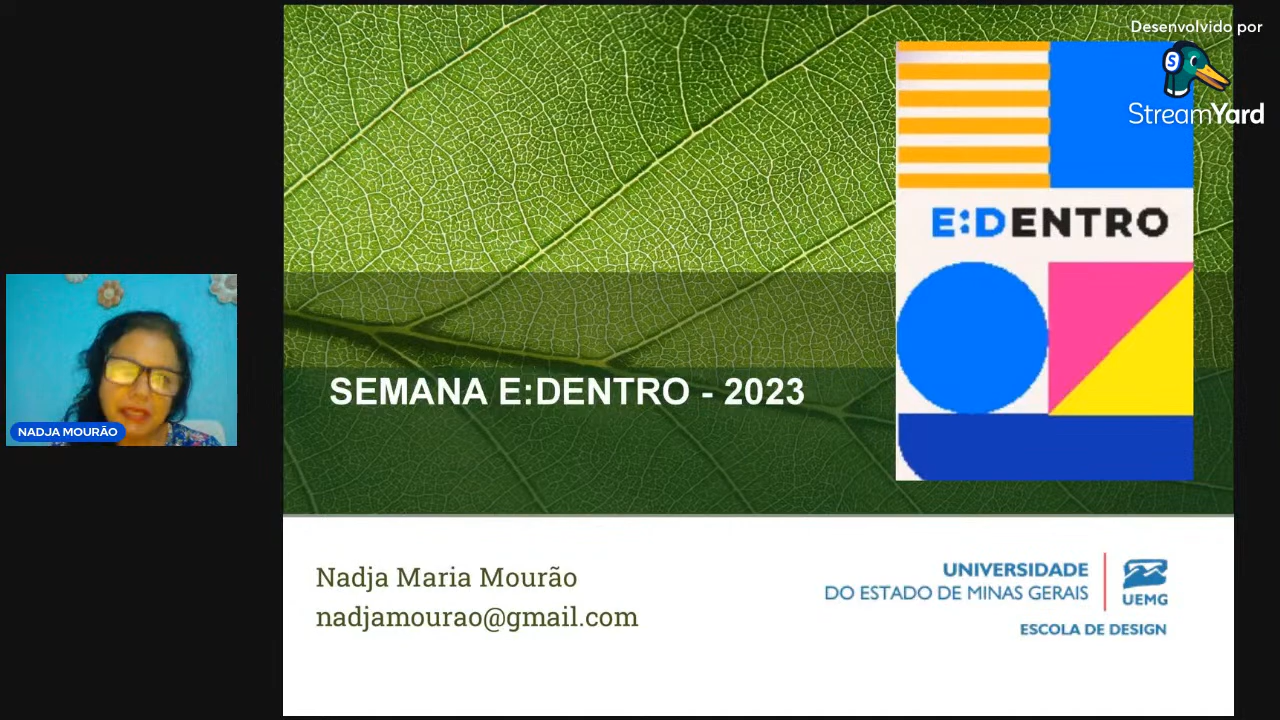 Desenvolvido por
S
StreamYard
E:DENTRO
SEMANA E:DENTRO - 2023
NADJA MOURÃO
Nadja Maria Mourão
nadjamourao@gmail.com
UNIVERSIDADE
DO ESTADO DE MINAS GERAIS
UEMG
ESCOLA DE DESIGN